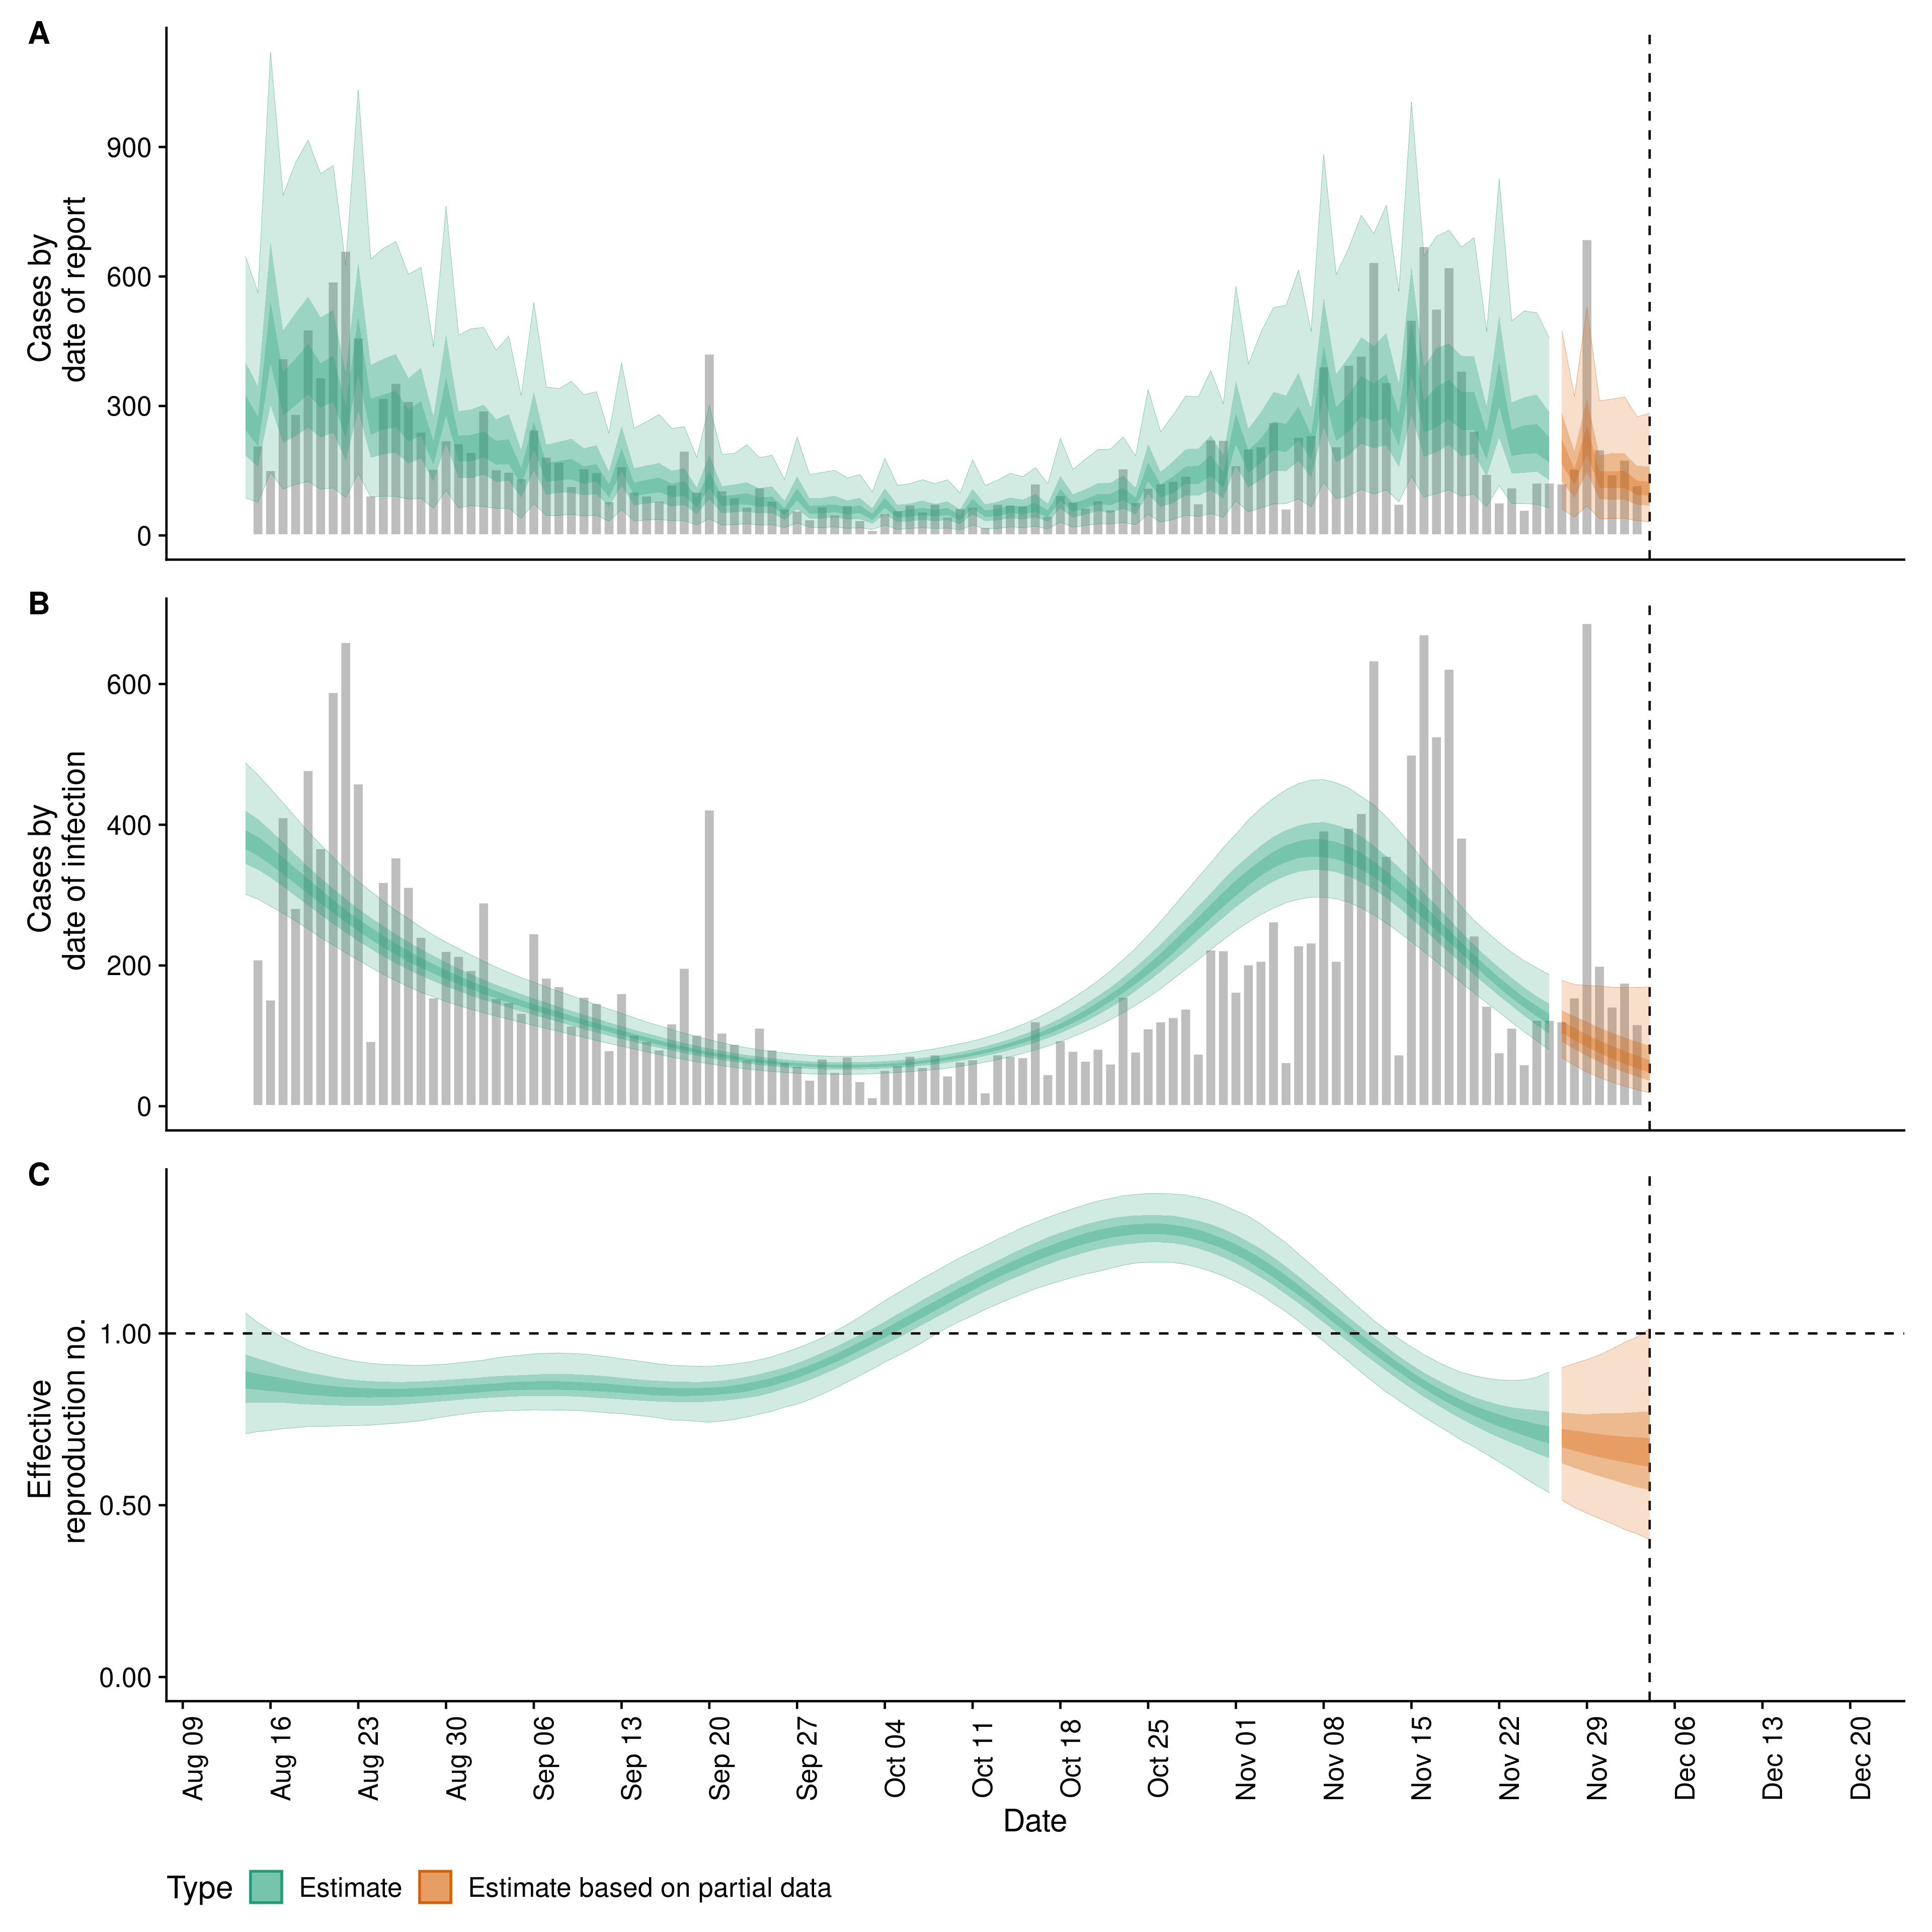 A
Cases by
date of report
900
600
300
0
B
Cases by
date of infection
600
400
200
0
C
Effective
reproduction no.
1.00
0.50
0.00
Aug 09
Aug 16
Aug 23
Aug 30
Sep 06
Sep 13
Sep 20
Sep 27
Oct 04
Oct 11
Oct 18
Oct 25
Nov 01
Nov 08
Nov 15
Nov 22
Nov 29
Dec 06
Dec 13
Dec 20
Date
Type
Estimate
Estimate based on partial data